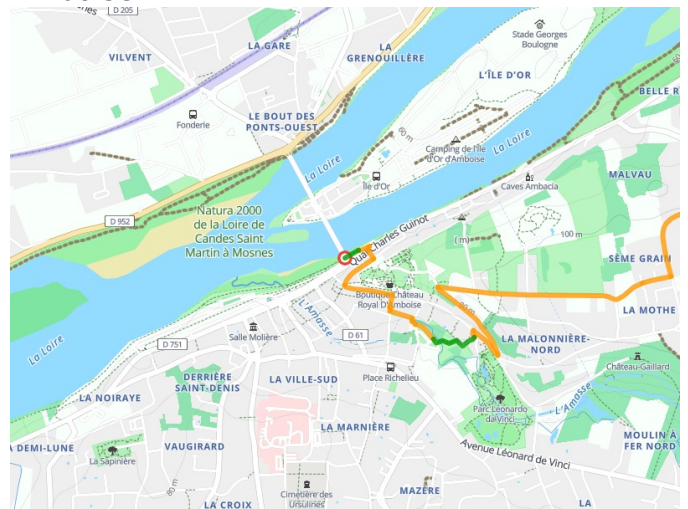 D 205
VILVENT
LA GARE
LA
GRENOUILLÈRE
Stade Georges
Boulogne
L'ÎLE D'OR
BELLE R
Fonderie
LE BOUT DES
PONTS-OUEST
La Loire
60 m
Camping de l'Île
d'Or d'Amboise
La Loire
Île d'Or
Caves Ambacia
MALVAU
D 952
Natura 2000
de la Loire de
Candes Saint
Martin à Mosnes
Quai Charles Guinot
( m)
100 m
SÈME GRAIN
Boutique Château
Royal D'Amboise
LA MOTHE
L'Amasse
Salle Molière
D 61
D 751
La Loire
LA MALONNIÈRE-
NORD
Château-Gaillard
DERRIÈRE
SAINT-DENIS
LA VILLE-SUD
Place Richelieu
LA NOIRAYE
Parc Leonardo
da Vinci
L'Amasse
LA MARNIÈRE
MOULIN À
FER NORD
A DEMI-LUNE
VAUGIRARD
Avenue Léonard de Vinci
La Sapinière
80 m
Cimetière des
Ursulines
MAZÈRE
LA CROIX
LA